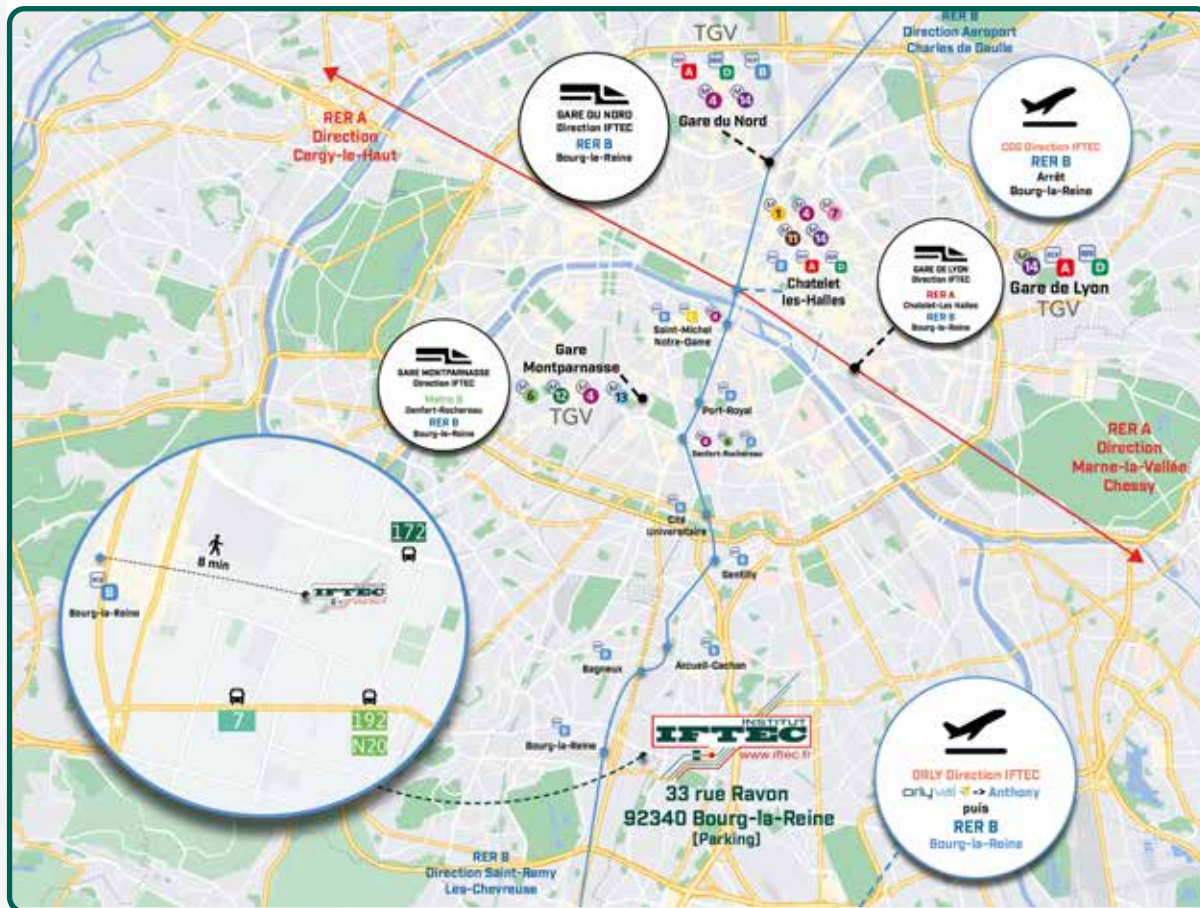 RER B
Direction Aeroport
Charles de Gaulle
TGV
A
D
B
M
4
M
14
Gare du Nord
GARE DU NORD
Direction IFTEC
RER B
Bourg-le-Reine
CDG Direction IFTEC
RER B
Arrêt
Bourg-la-Reine
RER A
Direction
Cergy-le-Haut
M
1
M
4
M
7
M
11
M
14
B
A
D
Chatelet
les-Halles
GARE DE LYON
Direction IFTEC
RER A
Chatelet-Les Halles
RER B
Bourg-la-Reine
M
14
RER
A
RER
D
Gare de Lyon
TGV
Saint-Michel
Notre-Dame
Gare
Montparnasse
M
6
M
12
M
4
M
13
TGV
GARE MONTPARNASSE
Direction IFTEC
Metro 6
Denfert-Rochereau
RER B
Bourg-la-Reine
Port-Royal
Denfert-Rochereau
RER A
Direction
Marne-la-Vallée
Chessy
Cité
universitaire
Gentilly
172
8 min
RER
B
Bourg-la-Reine
IFTEC
7
192
N20
Bagneux
Arcueil-Cachan
Bourg-la-Reine
INSTITUT
IFTEC
www.iftec.fr
33 rue Ravon
92340 Bourg-la-Reine
(Parking)
ORLY Direction IFTEC
orlyval -> Anthony
puis
RER B
Bourg-la-Reine
RER B
Direction Saint-Remy
Les-Chevreuse